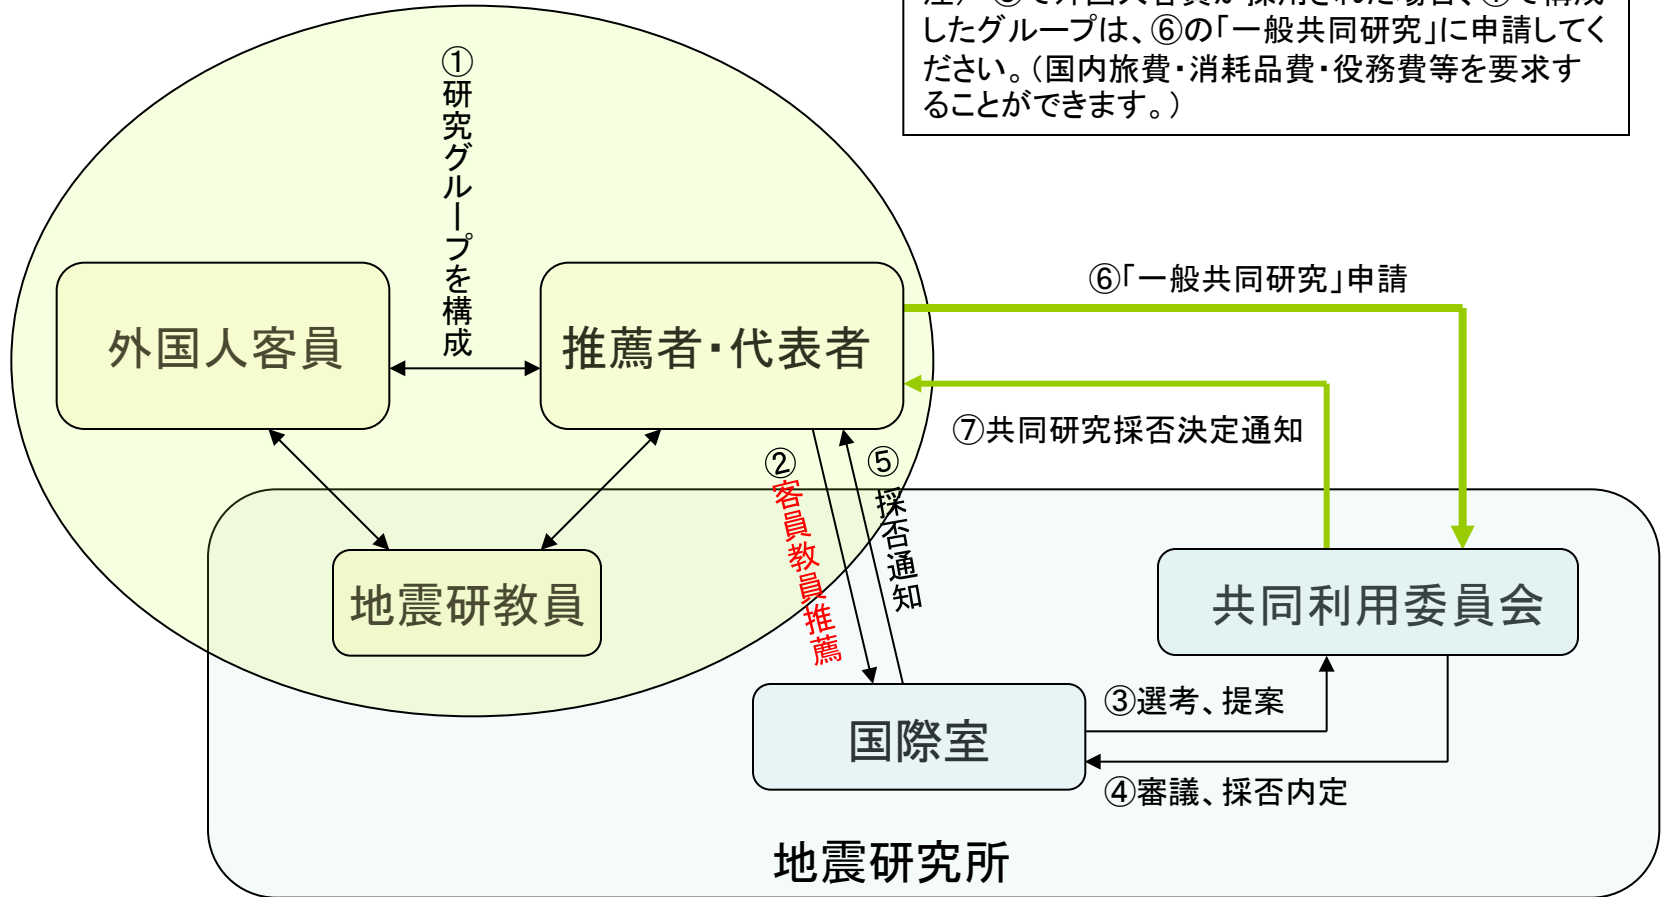 したグループは、⑥の「一般共同研究」に申請してく
ださい。(国内旅費・消耗品費・役務費等を要求す
ることができます。)
①研究グループを構成
外国人客員
推薦者・代表者
⑥「一般共同研究」申請
⑦共同研究採否決定通知
②客員教員推薦
⑤採否通知
地震研教員
共同利用委員会
国際室
③選考、提案
④審議、採否内定
地震研究所